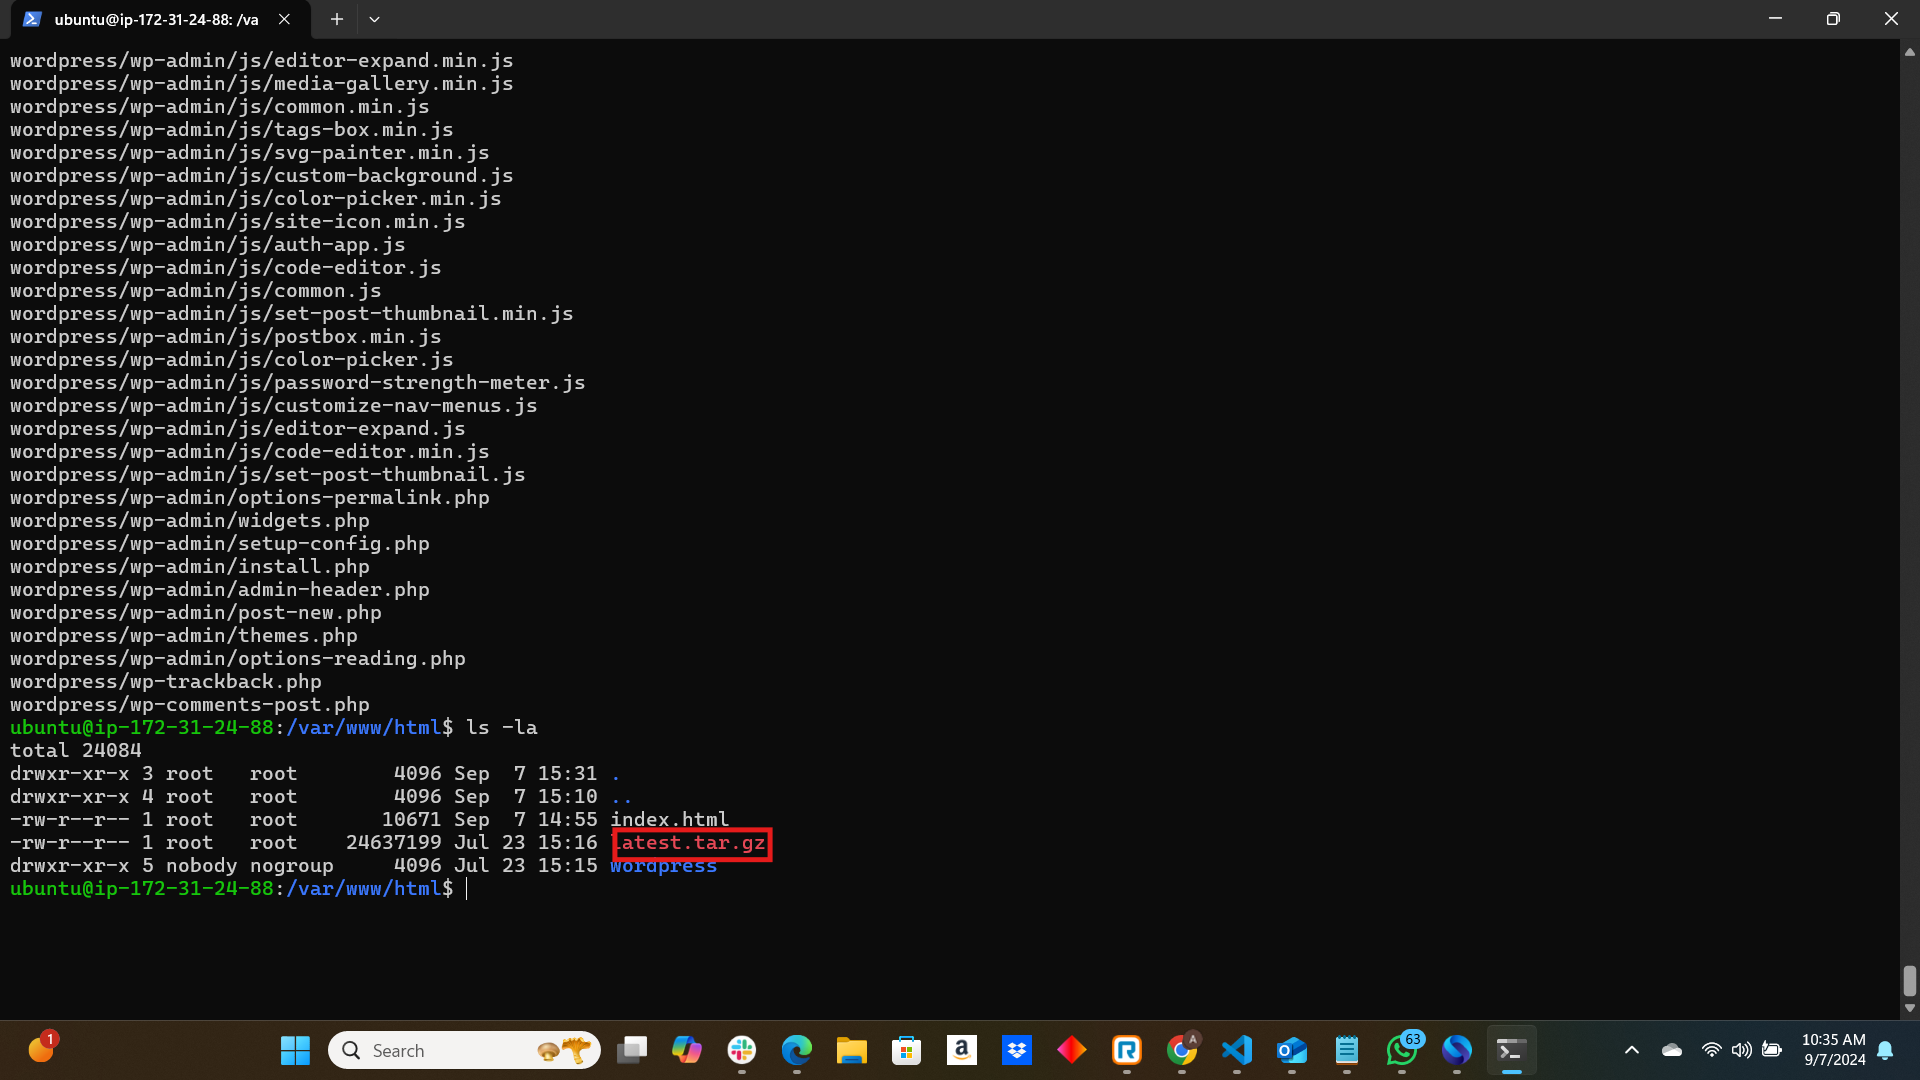 ubuntu@ip-172-31-24-88: /va
wordpress/wp-admin/js/editor-expand.min.js
wordpress/wp-admin/js/media-gallery.min.js
wordpress/wp-admin/js/common.min.js
wordpress/wp-admin/js/tags-box.min.js
wordpress/wp-admin/js/svg-painter.min.js
wordpress/wp-admin/js/custom-background.js
wordpress/wp-admin/js/color-picker.min.js
wordpress/wp-admin/js/site-icon.min.js
wordpress/wp-admin/js/auth-app.js
wordpress/wp-admin/js/code-editor.js
wordpress/wp-admin/js/common.js
wordpress/wp-admin/js/set-post-thumbnail.min.js
wordpress/wp-admin/js/postbox.min.js
wordpress/wp-admin/js/color-picker.js
wordpress/wp-admin/js/password-strength-meter.js
wordpress/wp-admin/js/customize-nav-menus.js
wordpress/wp-admin/js/editor-expand.js
wordpress/wp-admin/js/code-editor.min.js
wordpress/wp-admin/js/set-post-thumbnail.js
wordpress/wp-admin/options-permalink.php
wordpress/wp-admin/widgets.php
wordpress/wp-admin/setup-config.php
wordpress/wp-admin/install.php
wordpress/wp-admin/admin-header.php
wordpress/wp-admin/post-new.php
wordpress/wp-admin/themes.php
wordpress/wp-admin/options-reading.php
wordpress/wp-trackback.php
wordpress/wp-comments-post.php
ubuntu@ip-172-31-24-88:/var/www/html$ ls -la
total 24084
drwxr-xr-x 3 root   root        4096 Sep  7 15:31 .
drwxr-xr-x 4 root   root        4096 Sep  7 15:10 ..
-rw-r--r-- 1 root   root       10671 Sep  7 14:55 index.html
-rw-r--r-- 1 root   root    24637199 Jul 23 15:16 latest.tar.gz
drwxr-xr-x 5 nobody nogroup     4096 Jul 23 15:15 wordpress
ubuntu@ip-172-31-24-88:/var/www/html$
1
Search
a
R
A
O
63
10:35 AM
9/7/2024